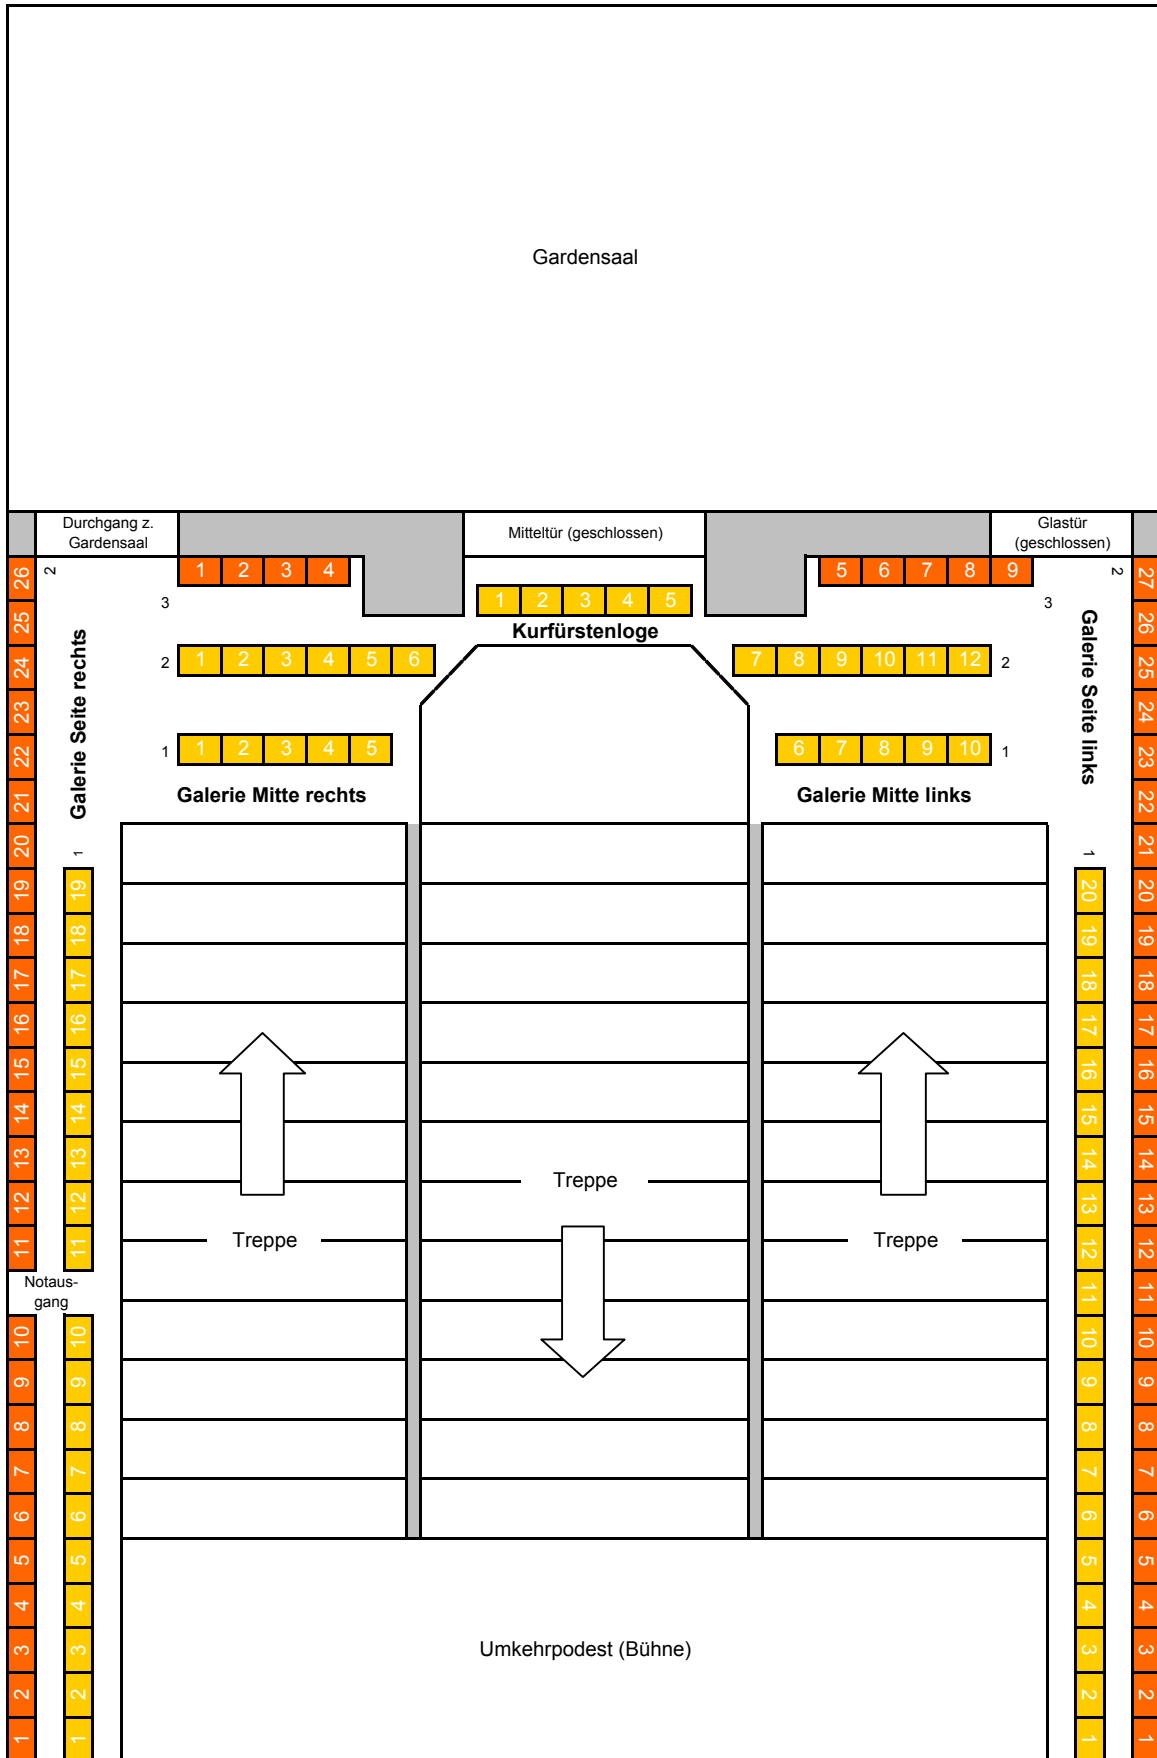 Gardensaal
Durchgang z.
Gardensaal
Mitteltür (geschlossen)
Glastür
(geschlossen)
1 2 3 4
5 6 7 8 9
3
3
1 2 3 4 5
Kurfürstenloge
2 1 2 3 4 5 6
7 8 9 10 11 12 2
1 1 2 3 4 5
6 7 8 9 10 1
Galerie Mitte rechts
Galerie Mitte links
Galerie Seite rechts
2
26 25 24 23 22 21 20 19 18 17 16 15 14 13 12 11
1
19 18 17 16 15 14 13 12 11
Notaus-
gang
10 9 8 7 6 5 4 3 2 1
10 9 8 7 6 5 4 3 2 1
Galerie Seite links
2
27 26 25 24 23 22 21 20 19 18 17 16 15 14 13 12 11 10 9 8 7 6 5 4 3 2 1
1
20 19 18 17 16 15 14 13 12 11 10 9 8 7 6 5 4 3 2 1
Treppe
Treppe
Treppe
Umkehrpodest (Bühne)